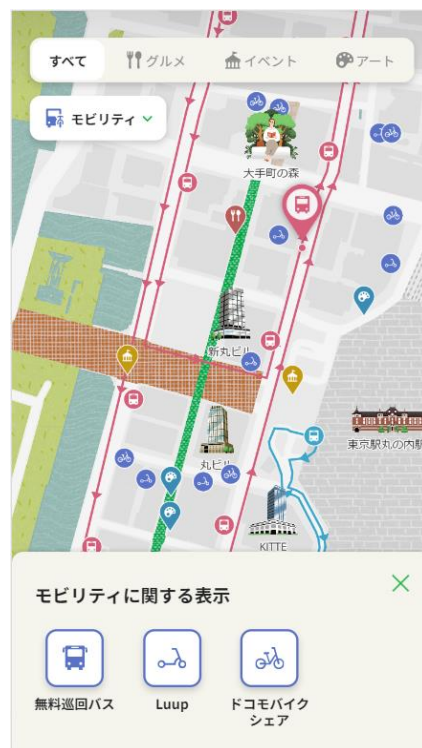 すべて
グルメ
イベント
アート
モビリティ
大手町の森
新丸ビル
丸ビル
東京駅丸の内駅
KITTE
モビリティに関する表示
無料巡回バス
Luup
ドコモバイク
シェア